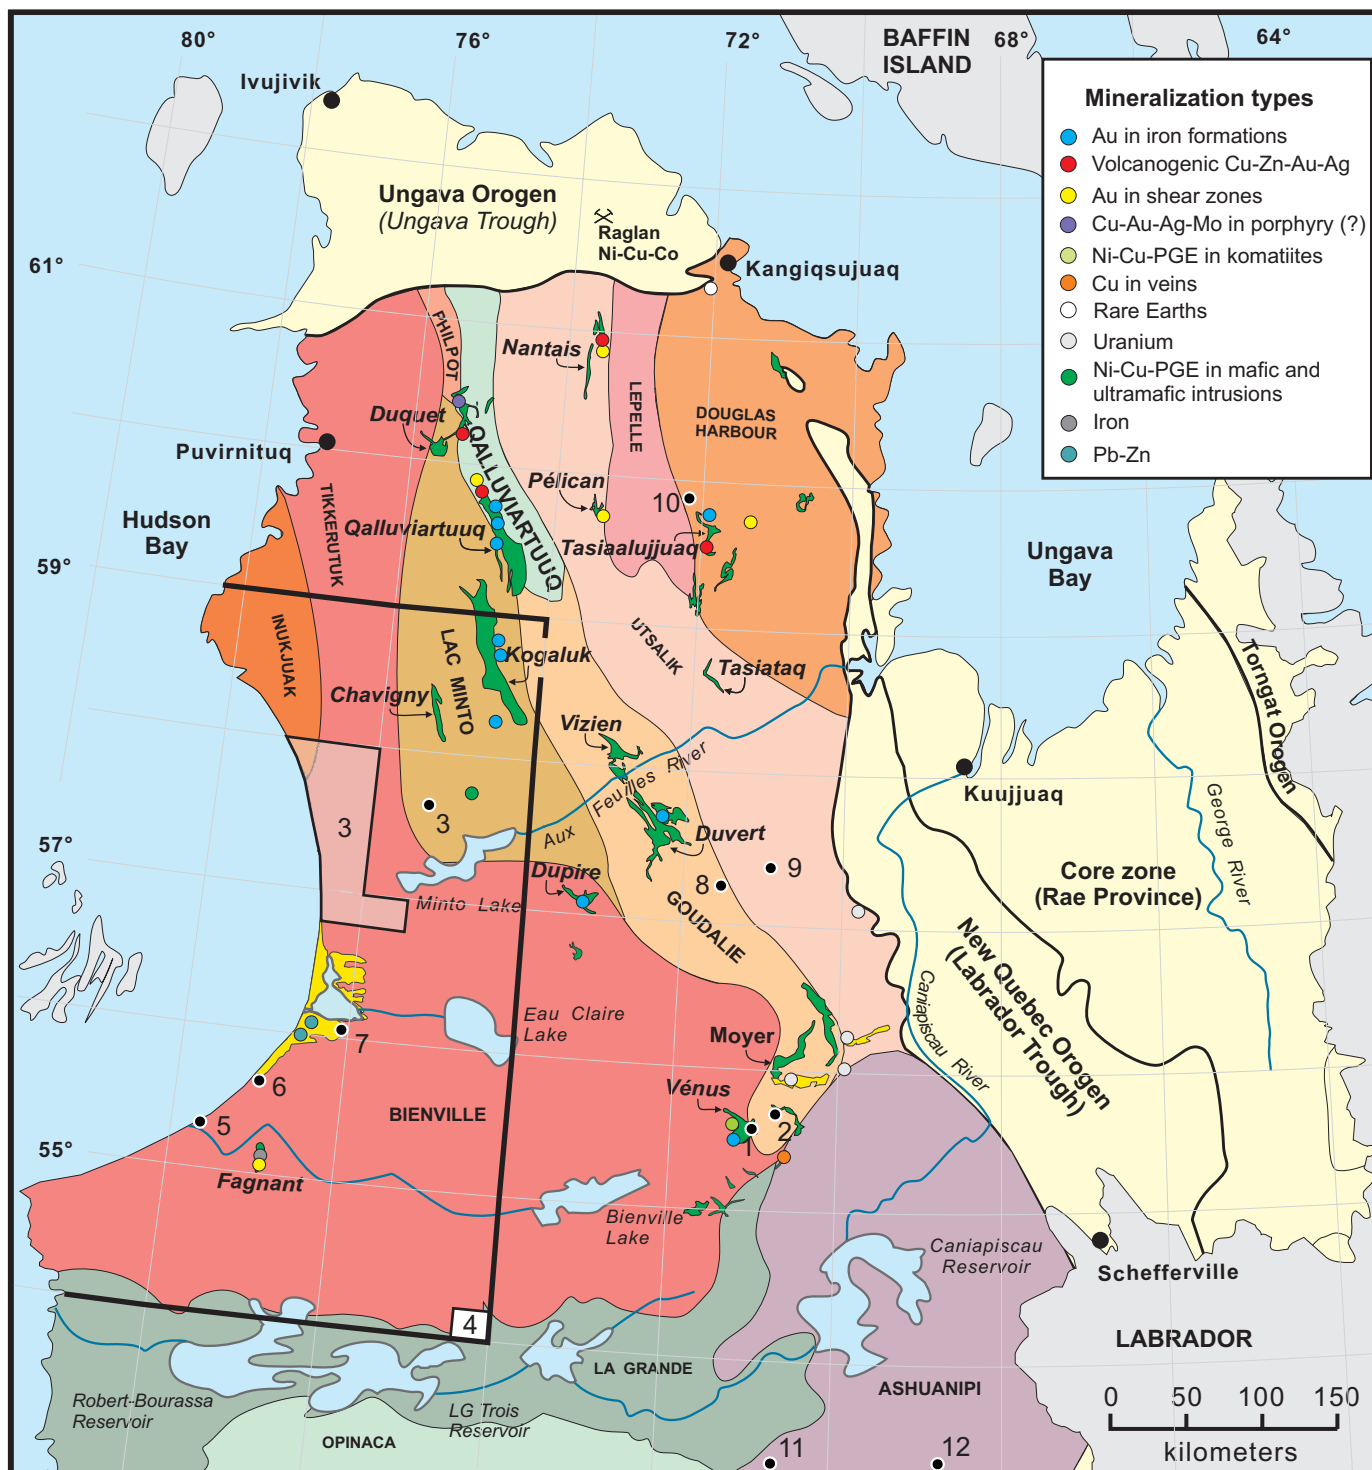 80°
76°
72°
68°
64°
BAFFIN
ISLAND
Ivujivik
Mineralization types
Au in iron formations
Volcanogenic Cu-Zn-Au-Ag
Au in shear zones
Cu-Au-Ag-Mo in porphyry (?)
Ni-Cu-PGE in komatiites
Cu in veins
Rare Earths
Uranium
Ni-Cu-PGE in mafic and
ultramafic intrusions
Iron
Pb-Zn
Ungava Orogen
(Ungava Trough)
Raglan
Ni-Cu-Co
61°
Kangiqsujuaq
PHILPOT
Nantais
LEPELLE
DOUGLAS
HARBOUR
Duquet
QALLUVIARTUUQ
Puvirnituq
TIKKERUTUK
Pélican
10
Hudson
Bay
Qalluviartuuq
Tasiaalujjuaq
Ungava
Bay
59°
INUKJUAK
LAC MINTO
Kogaluk
UTSALIK
Tasiataq
Torngat Orogen
Chavigny
Vizien
Aux Feuilles River
Kuujjuaq
George River
3
3
57°
Duvert
Dupire
8
9
Core zone
(Rae Province)
Minto Lake
GOUDALIE
New Quebec Orogen
(Labrador Trough)
Caniapiscau River
Eau Claire
Lake
7
Moyer
6
Vénus
BIENVILLE
5
1
2
55°
Fagnant
Bienville
Lake
Caniapiscau
Reservoir
Schefferville
4
LABRADOR
LA GRANDE
ASHUANIPI
0 50 100 150
kilometers
Robert-Bourassa
Reservoir
LG Trois
Reservoir
OPINACA
11
12